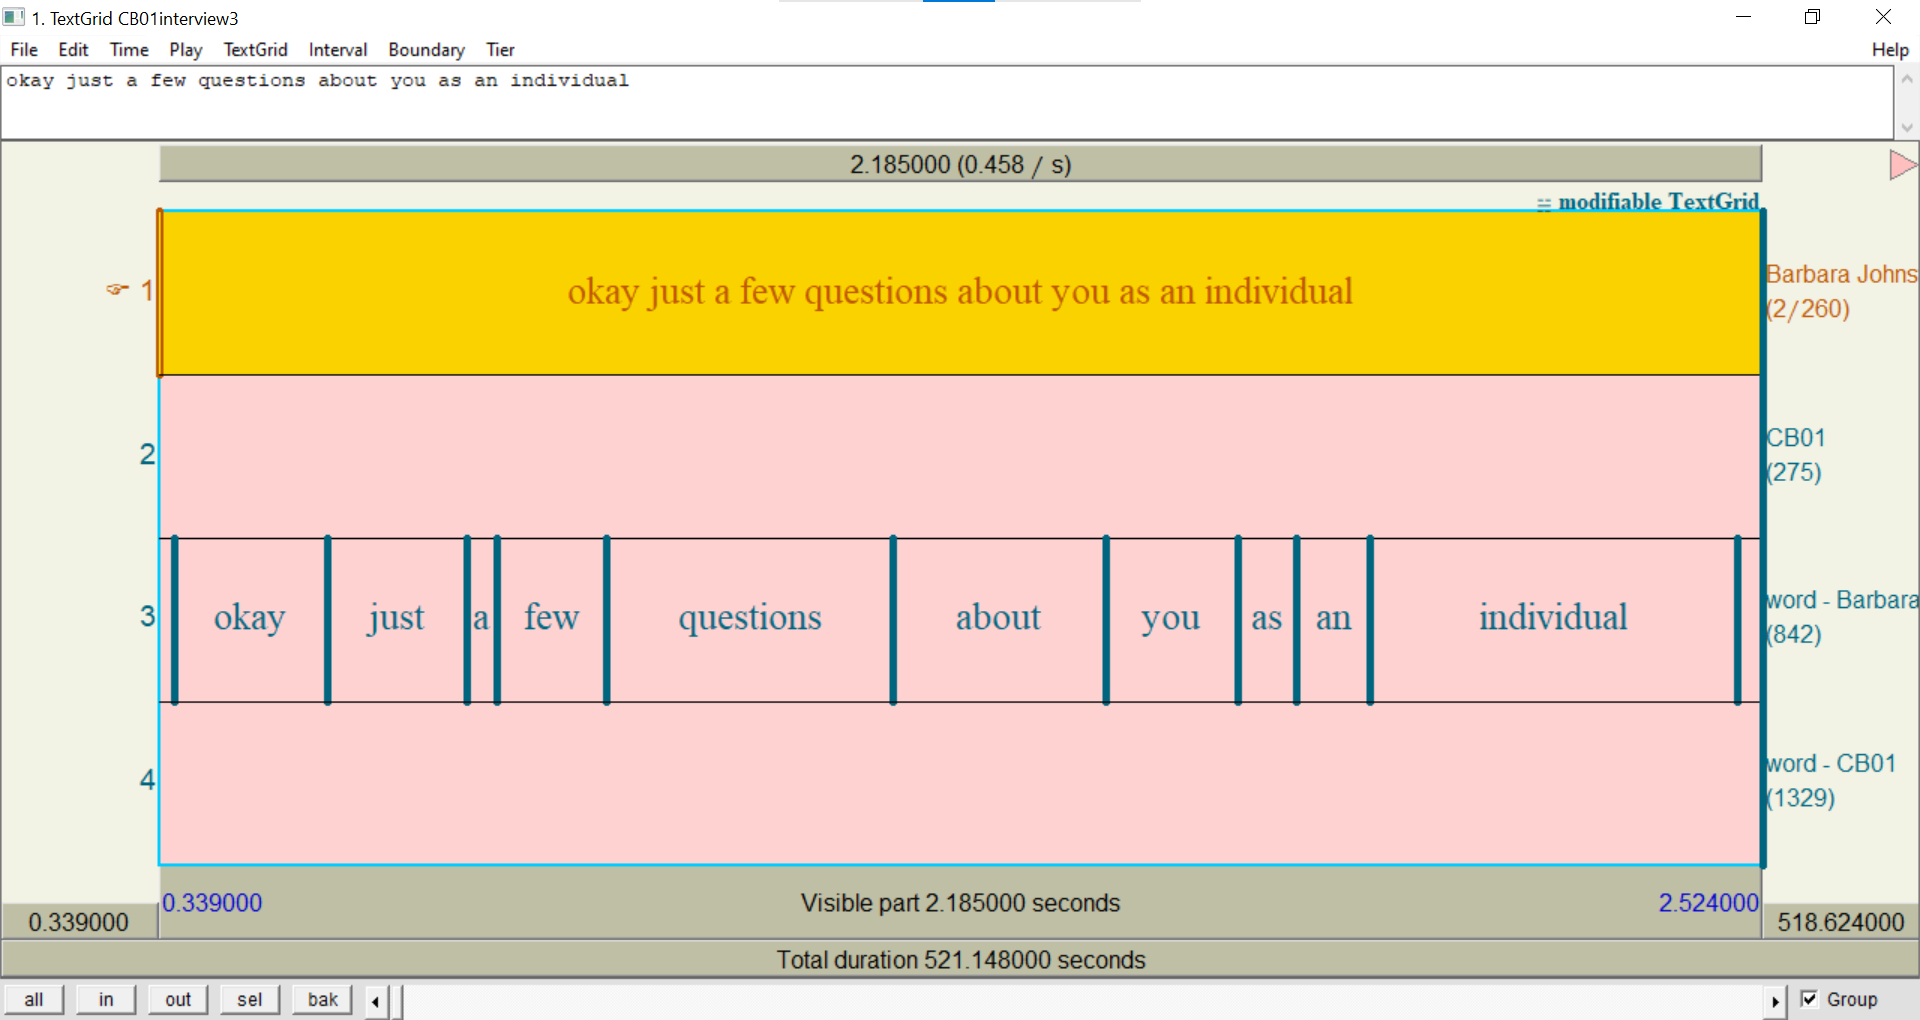 1. TextGrid CB01interview3
File Edit Time Play TextGrid Interval Boundary Tier Help
okay just a few questions about you as an individual
2.185000 (0.458 / s)
modifiable TextGrid
1 okay just a few questions about you as an individual Barbara Johns
(2/260)
2 CB01
(275)
3 okay just a few questions about you as an individual word - Barbara
(842)
4 word - CB01
(1329)
0.339000 Visible part 2.185000 seconds 2.524000
0.339000 518.624000
Total duration 521.148000 seconds
all in out sel bak Group